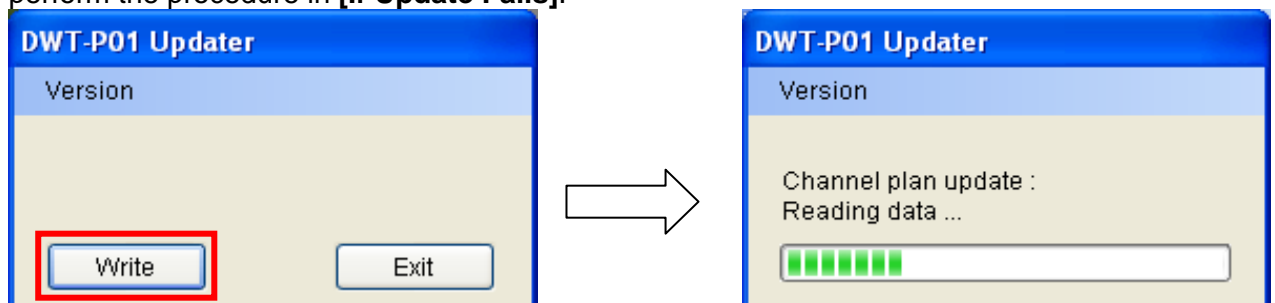 perform the procedure in [If Update Fails].
DWT-P01 Updater
Version
Write
Exit
DWT-P01 Updater
Version
Channel plan update :
Reading data ...